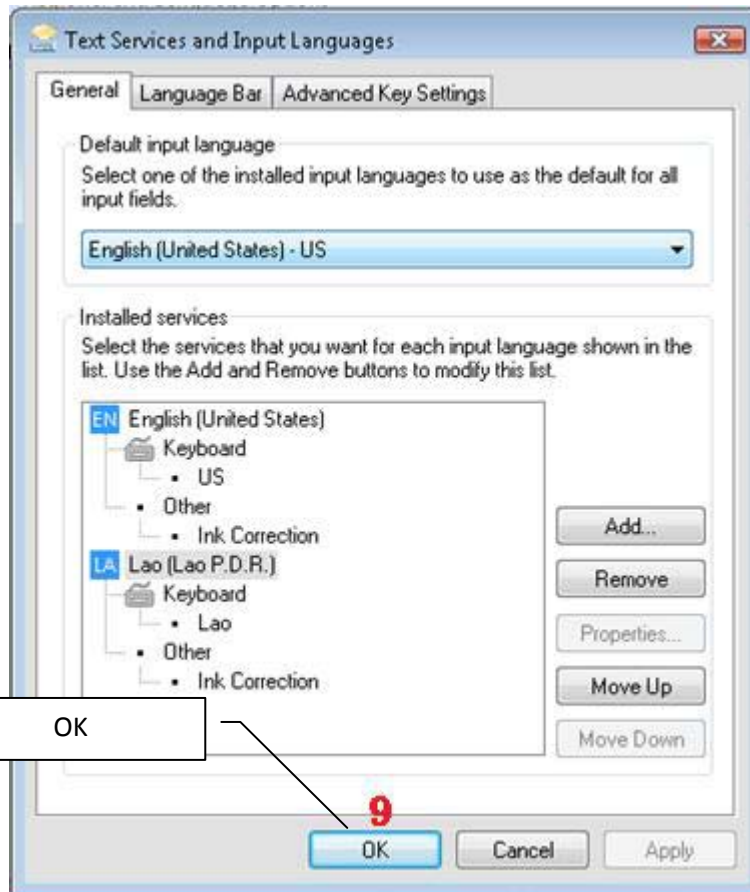 Text Services and Input Languages
General
Language Bar
Advanced Key Settings
Default input language
Select one of the installed input languages to use as the default for all
input fields.
English (United States) - US
Installed services
Select the services that you want for each input language shown in the
list. Use the Add and Remove buttons to modify this list.
EN English (United States)
Keyboard
US
Other
Ink Correction
LA Lao (Lao P.D.R.)
Keyboard
Lao
Other
Ink Correction
Add...
Remove
Properties...
Move Up
Move Down
OK
9
OK
Cancel
Apply